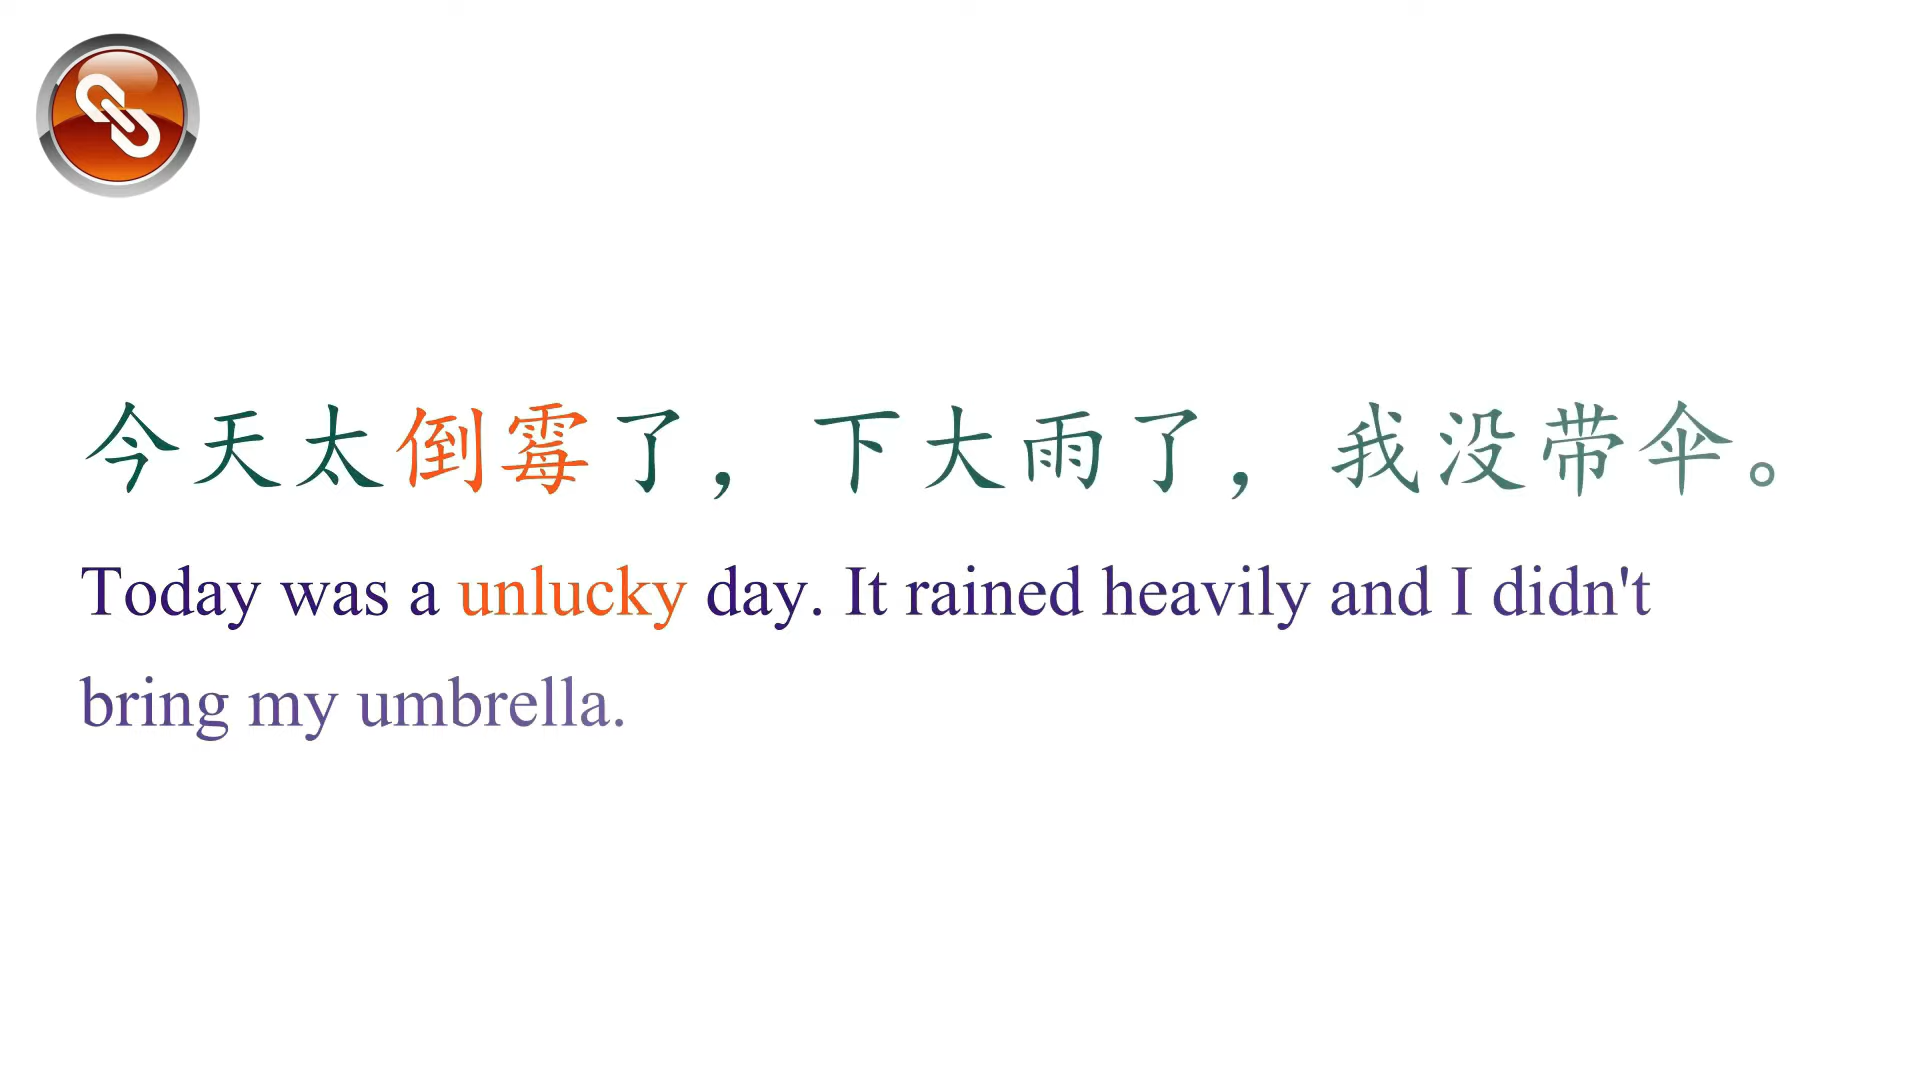 今天太倒霉了，下大雨了，我没带伞。
Today was a unlucky day. It rained heavily and I didn't
bring my umbrella.